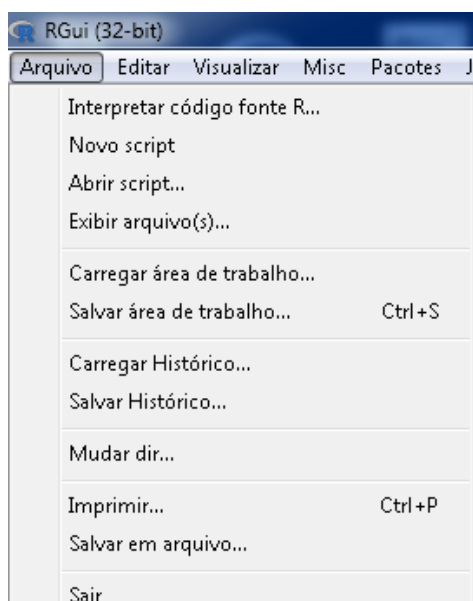 RGui (32-bit)
Arquivo Editar Visualizar Misc Pacotes
Interpretar código fonte R...
Novo script
Abrir script...
Exibir arquivo(s)...
Carregar área de trabalho...
Salvar área de trabalho... Ctrl+S
Carregar Histórico...
Salvar Histórico...
Mudar dir...
Imprimir... Ctrl+P
Salvar em arquivo...
Sair